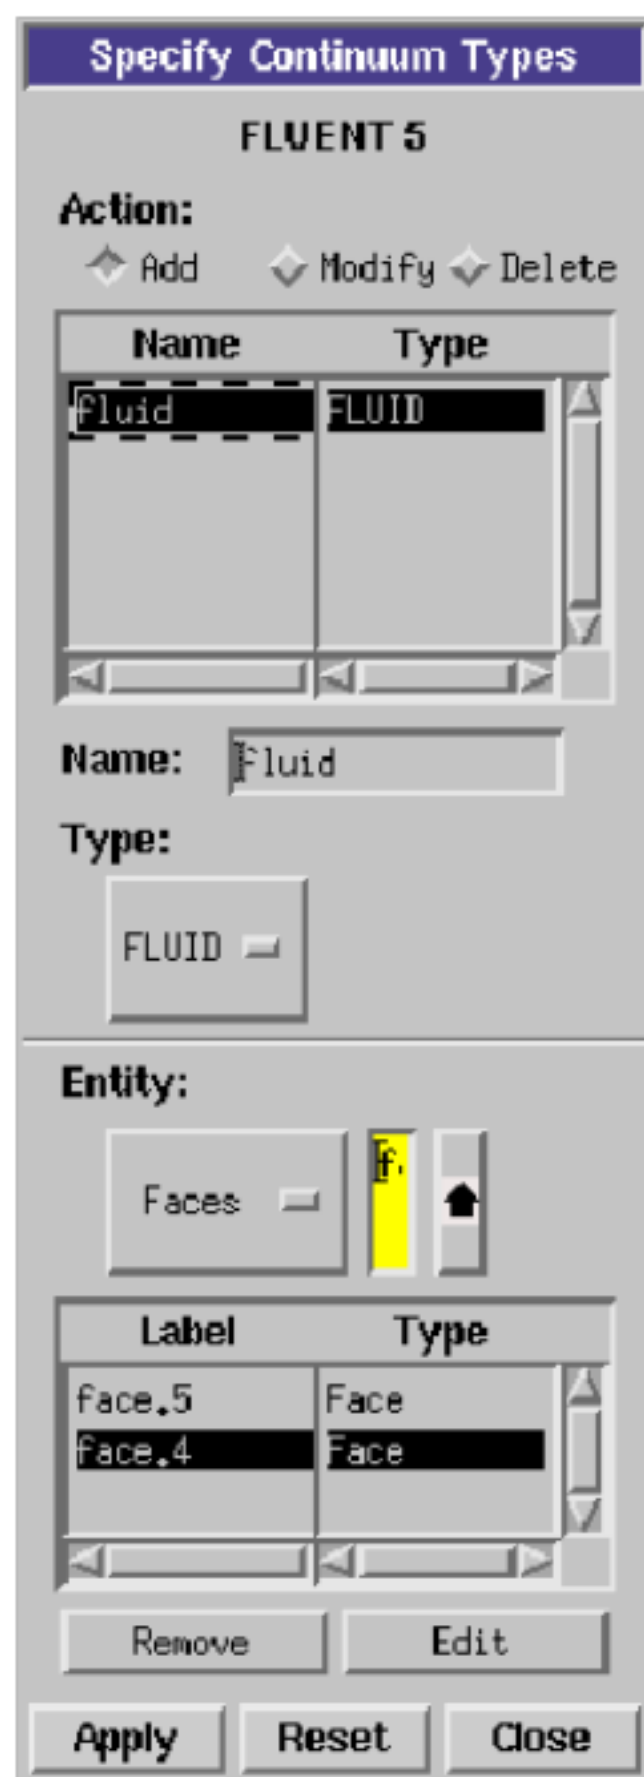 Specify Continuum Types
FLUENT 5
Action:
Add Modify Delete
Name Type
fluid FLUID
Name: fluid
Type:
FLUID
Entity:
Faces f.
Label Type
face.5 Face
face.4 Face
Remove Edit
Apply Reset Close